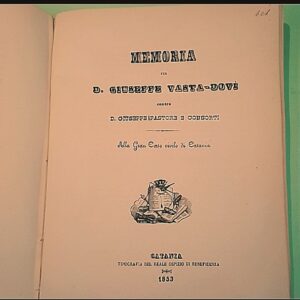 MEMORIA
PER
D. GIUSEPPE VASTA-BOVÌ
contro
D. GIUSEPPE PASTORE E CONSORTI
Alla Gran Corte civile di Catania
CATANIA
TIPOGRAFIA DEL REALE OSPIZIO DI BENEFICENZA
1853